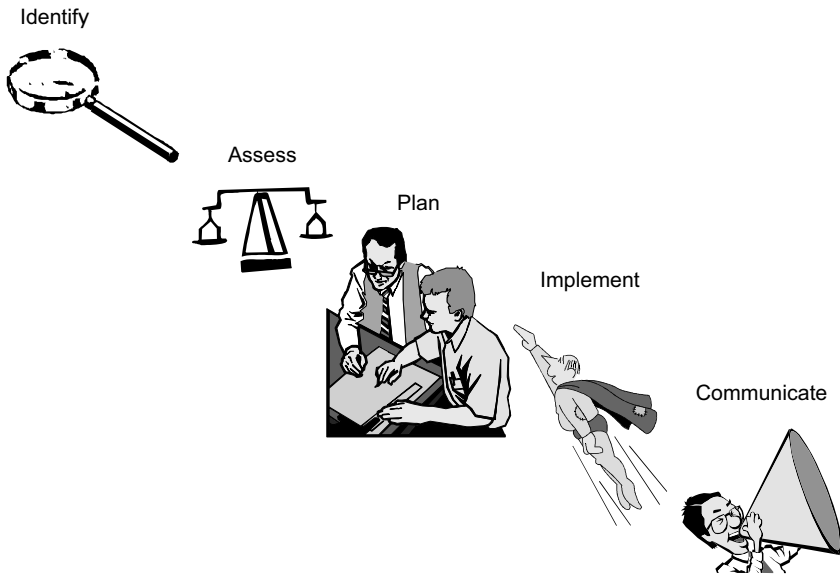 Identify
Assess
Plan
Implement
Communicate